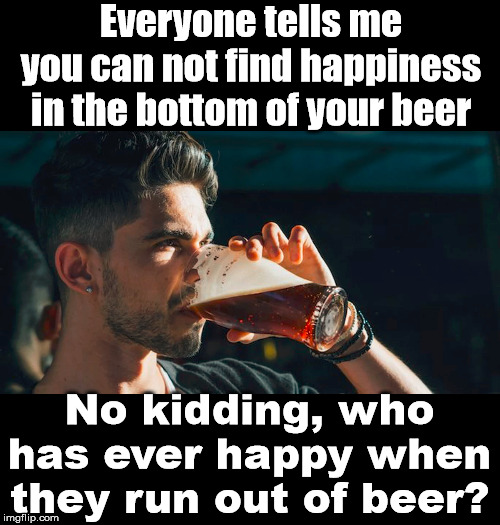 Everyone tells me
you can not find happiness
in the bottom of your beer
No kidding, who
has ever happy when
they run out of beer?
imgflip.com